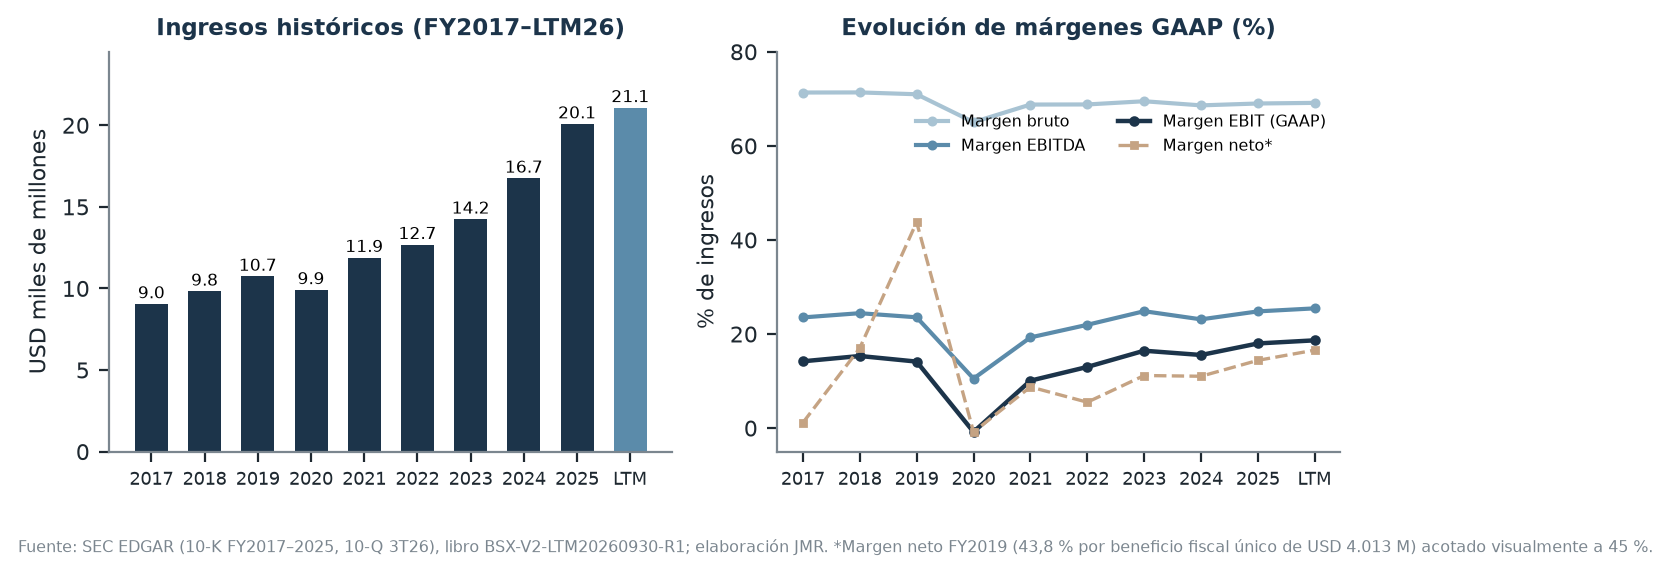 Ingresos históricos (FY2017–LTM26)
USD miles de millones
20
15
10
5
0
9.0
9.8
10.7
9.9
11.9
12.7
14.2
16.7
20.1
21.1
2017 2018 2019 2020 2021 2022 2023 2024 2025 LTM
Evolución de márgenes GAAP (%)
% de ingresos
80
60
40
20
0
Margen bruto
Margen EBITDA
Margen EBIT (GAAP)
Margen neto*
2017 2018 2019 2020 2021 2022 2023 2024 2025 LTM
Fuente: SEC EDGAR (10-K FY2017–2025, 10-Q 3T26), libro BSX-V2-LTM20260930-R1; elaboración JMR. *Margen neto FY2019 (43,8 % por beneficio fiscal único de USD 4.013 M) acotado visualmente a 45 %.